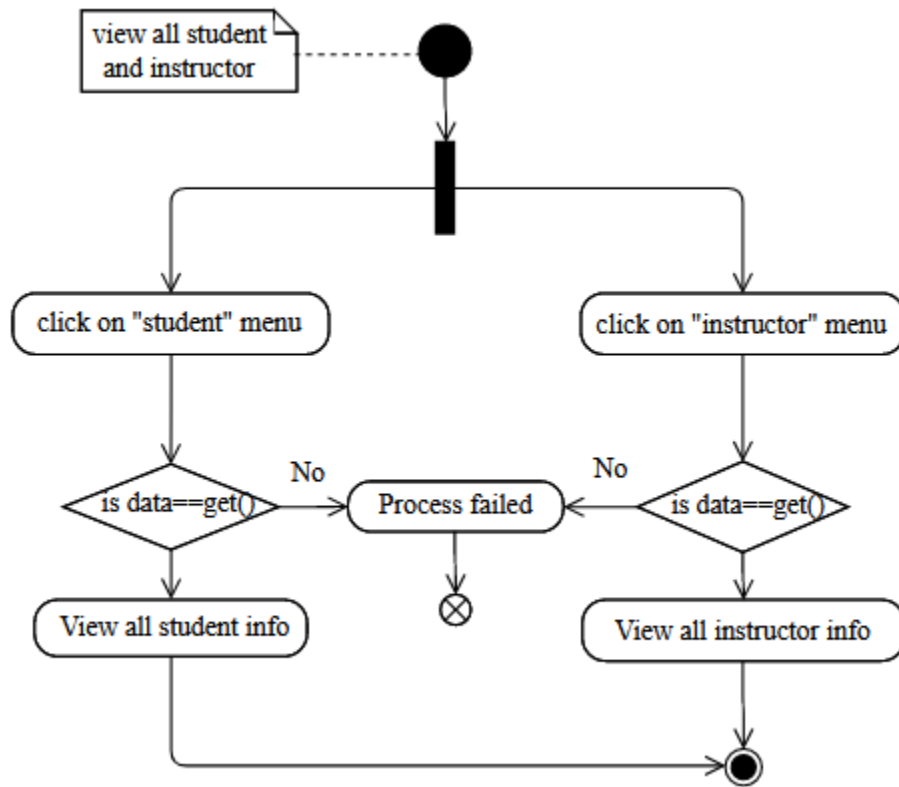 view all student
and instructor
click on "student" menu
click on "instructor" menu
No
No
is data==get()
Process failed
is data==get()
View all student info
View all instructor info